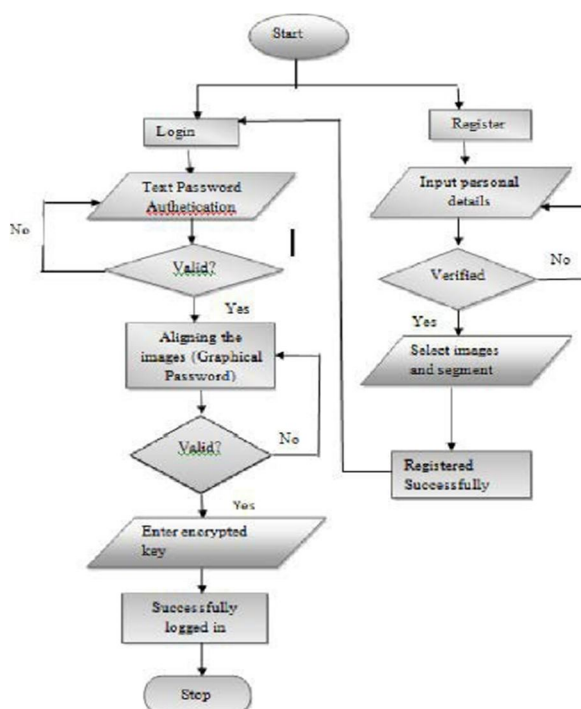 Start
Login
Text Password
Authetication
No
Valid?
Yes
Aligning the
images (Graphical
Password)
Valid?
No
Yes
Enter encrypted
key
Successfully
logged in
Stop
Register
Input personal
details
Verified
No
Yes
Select images
and segment
Registered
Successfully